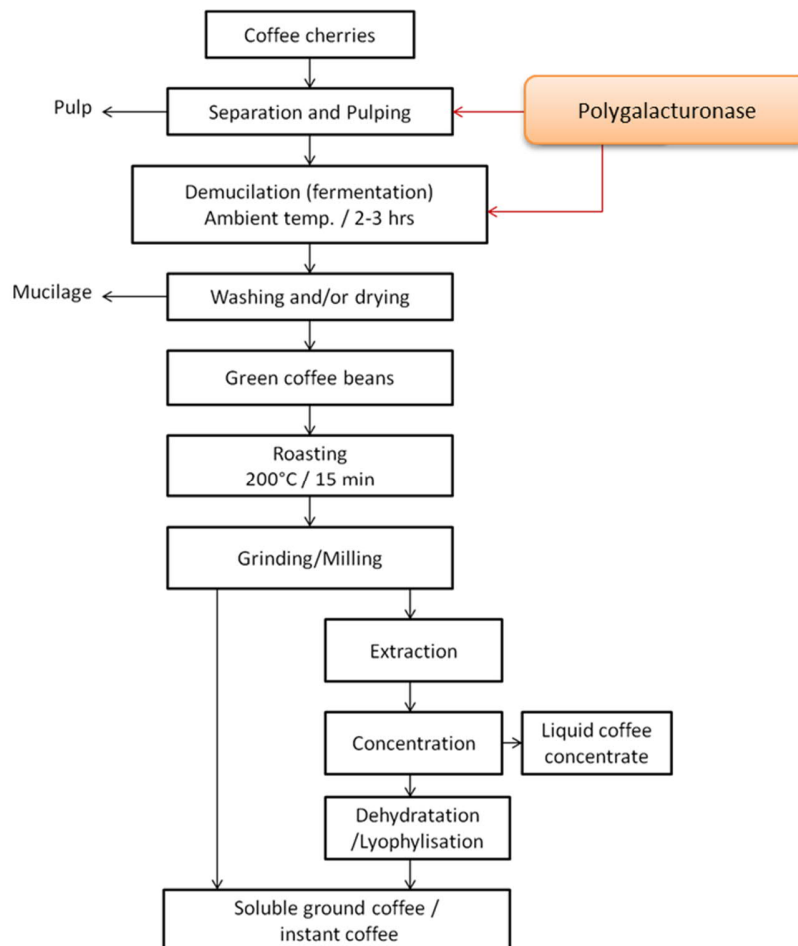 Coffee cherries
Pulp
Separation and Pulping
Polygalacturonase
Demucilation (fermentation)
Ambient temp. / 2-3 hrs
Mucilage
Washing and/or drying
Green coffee beans
Roasting
200°C / 15 min
Grinding/Milling
Extraction
Concentration
Liquid coffee
concentrate
Dehydratation
/Lyophylisation
Soluble ground coffee /
instant coffee